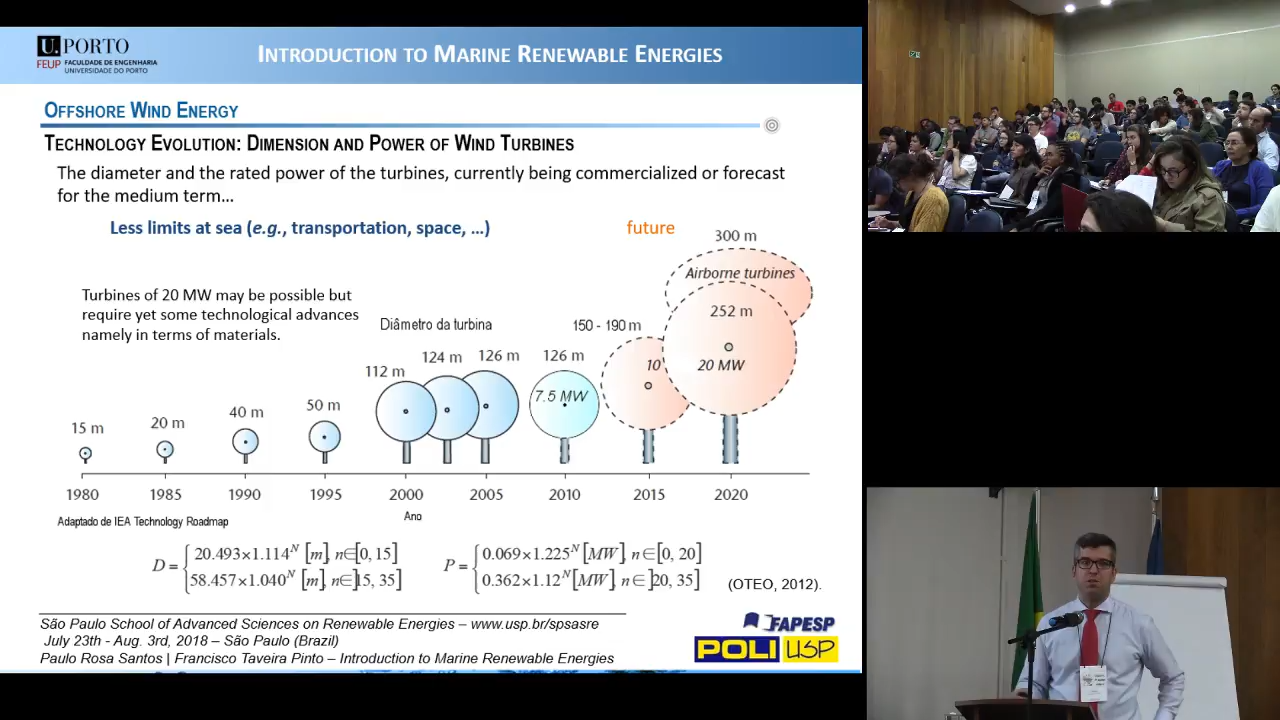 U.PORTO
FEUP FACULDADE DE ENGENHARIA
UNIVERSIDADE DO PORTO
INTRODUCTION TO MARINE RENEWABLE ENERGIES
OFFSHORE WIND ENERGY
TECHNOLOGY EVOLUTION: DIMENSION AND POWER OF WIND TURBINES
The diameter and the rated power of the turbines, currently being commercialized or forecast
for the medium term…
Less limits at sea (e.g., transportation, space, …)
future
300 m
Airborne turbines
Turbines of 20 MW may be possible but
require yet some technological advances
namely in terms of materials.
Diâmetro da turbina
150 - 190 m
252 m
112 m
124 m
126 m
126 m
10
20 MW
7.5 MW
15 m
20 m
40 m
50 m
1980
1985
1990
1995
2000
2005
2010
2015
2020
Adaptado de IEA Technology Roadmap
Ano
D = { 20.493×1.114^N [m], n∈[0, 15]
58.457×1.040^N [m], n∈]15, 35]
P = { 0.069×1.225^N [MW], n∈[0, 20]
0.362×1.12^N [MW], n∈]20, 35]
(OTEO, 2012).
São Paulo School of Advanced Sciences on Renewable Energies – www.usp.br/spsasre
July 23th - Aug. 3rd, 2018 – São Paulo (Brazil)
Paulo Rosa Santos | Francisco Taveira Pinto – Introduction to Marine Renewable Energies
FAPESP
POLI USP